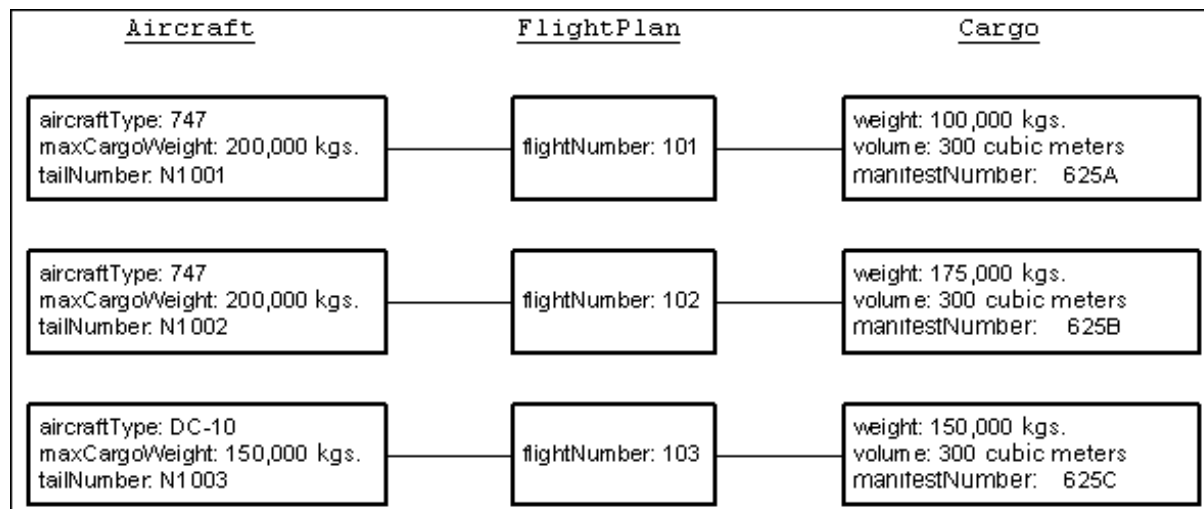 Aircraft FlightPlan Cargo
aircraftType: 747
maxCargoWeight: 200,000 kgs.
tailNumber: N1001
flightNumber: 101
weight: 100,000 kgs.
volume: 300 cubic meters
manifestNumber: 625A
aircraftType: 747
maxCargoWeight: 200,000 kgs.
tailNumber: N1002
flightNumber: 102
weight: 175,000 kgs.
volume: 300 cubic meters
manifestNumber: 625B
aircraftType: DC-10
maxCargoWeight: 150,000 kgs.
tailNumber: N1003
flightNumber: 103
weight: 150,000 kgs.
volume: 300 cubic meters
manifestNumber: 625C